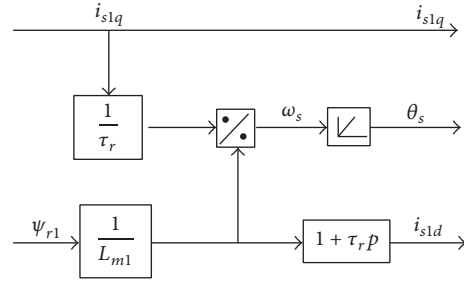 i_{s1q} i_{s1q}
1
τ_r
ω_s
θ_s
ψ_{r1}
1
L_{m1}
1 + τ_r p
i_{s1d}